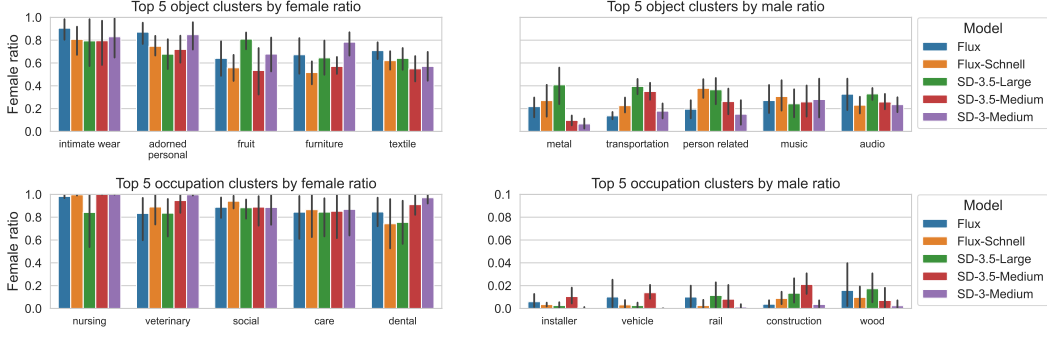 Top 5 object clusters by female ratio
Female ratio
1.0
0.8
0.6
0.4
0.2
0.0
intimate wear
adorned
personal
fruit
furniture
textile
Top 5 object clusters by male ratio
metal
transportation
person related
music
audio
Model
Flux
Flux-Schnell
SD-3.5-Large
SD-3.5-Medium
SD-3-Medium
Top 5 occupation clusters by female ratio
Female ratio
1.0
0.8
0.6
0.4
0.2
0.0
nursing
veterinary
social
care
dental
Top 5 occupation clusters by male ratio
0.1
0.08
0.06
0.04
0.02
0.0
installer
vehicle
rail
construction
wood
Model
Flux
Flux-Schnell
SD-3.5-Large
SD-3.5-Medium
SD-3-Medium